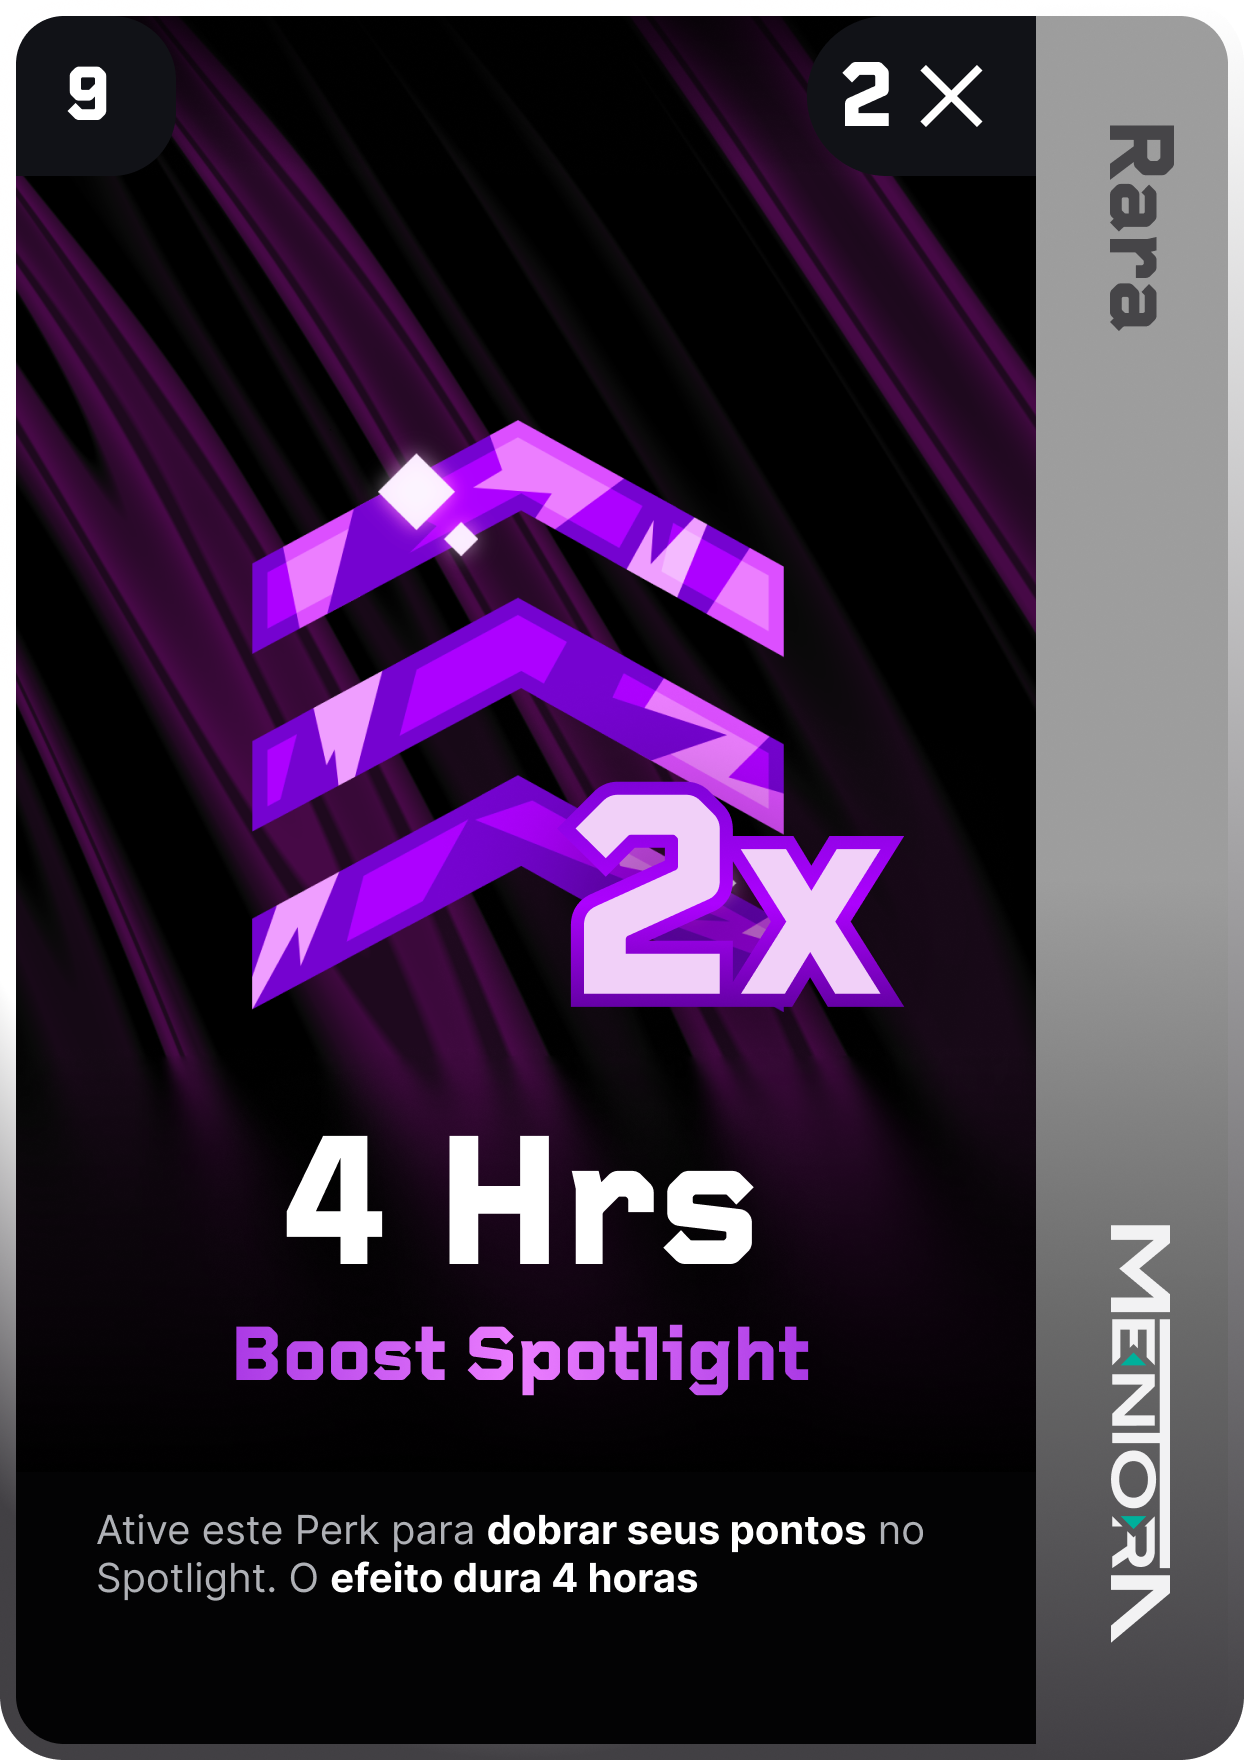 9
2 ×
Rara
2x
4 Hrs
Boost Spotlight
Ative este Perk para dobrar seus pontos no
Spotlight. O efeito dura 4 horas
MENTORA